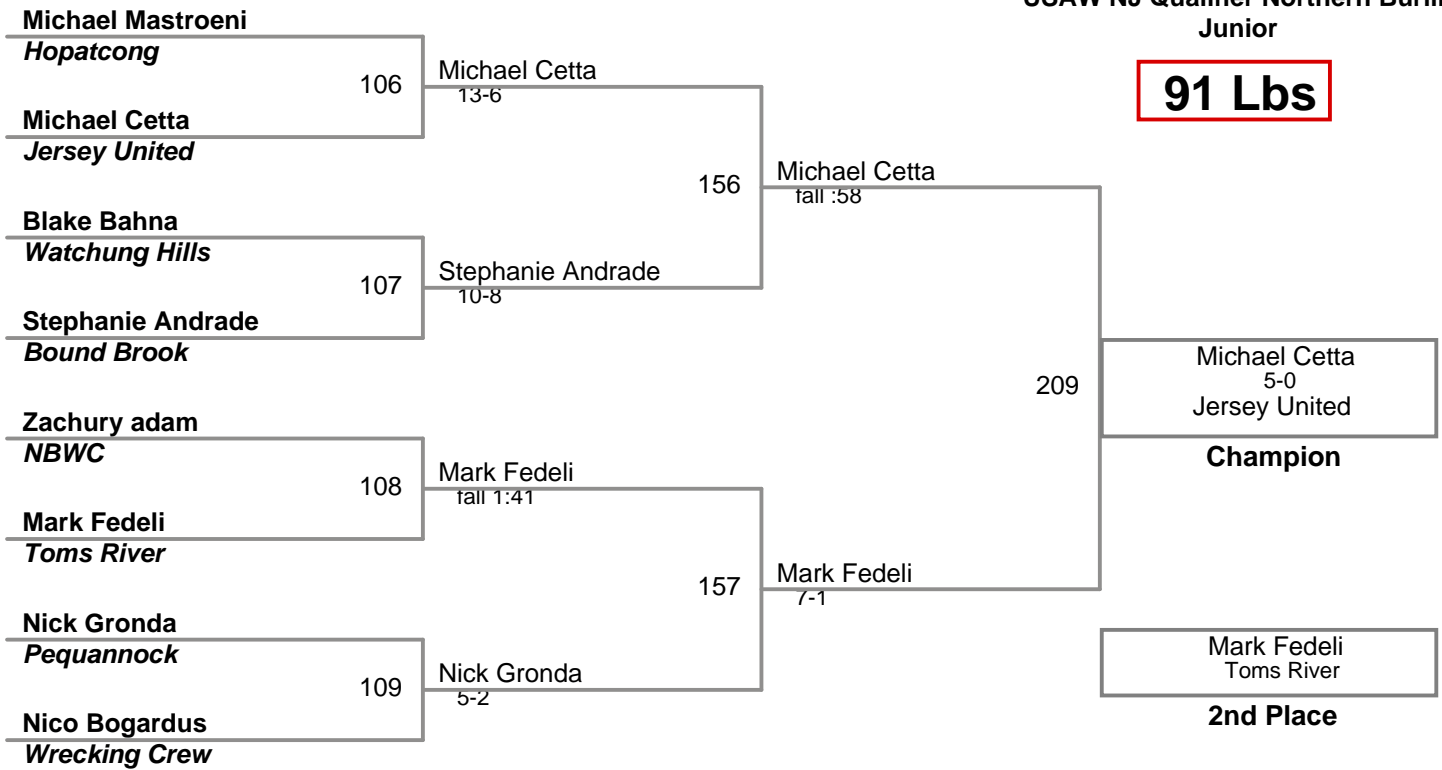 USAW NJ Qualifier Northern
Junior
91 Lbs
Michael Mastroeni
Hopatcong
106
Michael Cetta
13-6
Michael Cetta
Jersey United
156
Michael Cetta
fall :58
Blake Bahna
Watchung Hills
107
Stephanie Andrade
10-8
Stephanie Andrade
Bound Brook
209
Michael Cetta
5-0
Jersey United
Champion
Zachury adam
NBWC
108
Mark Fedeli
fall 1:41
Mark Fedeli
Toms River
157
Mark Fedeli
7-1
Nick Gronda
Pequannock
109
Nick Gronda
5-2
Nico Bogardus
Wrecking Crew
Mark Fedeli
Toms River
2nd Place